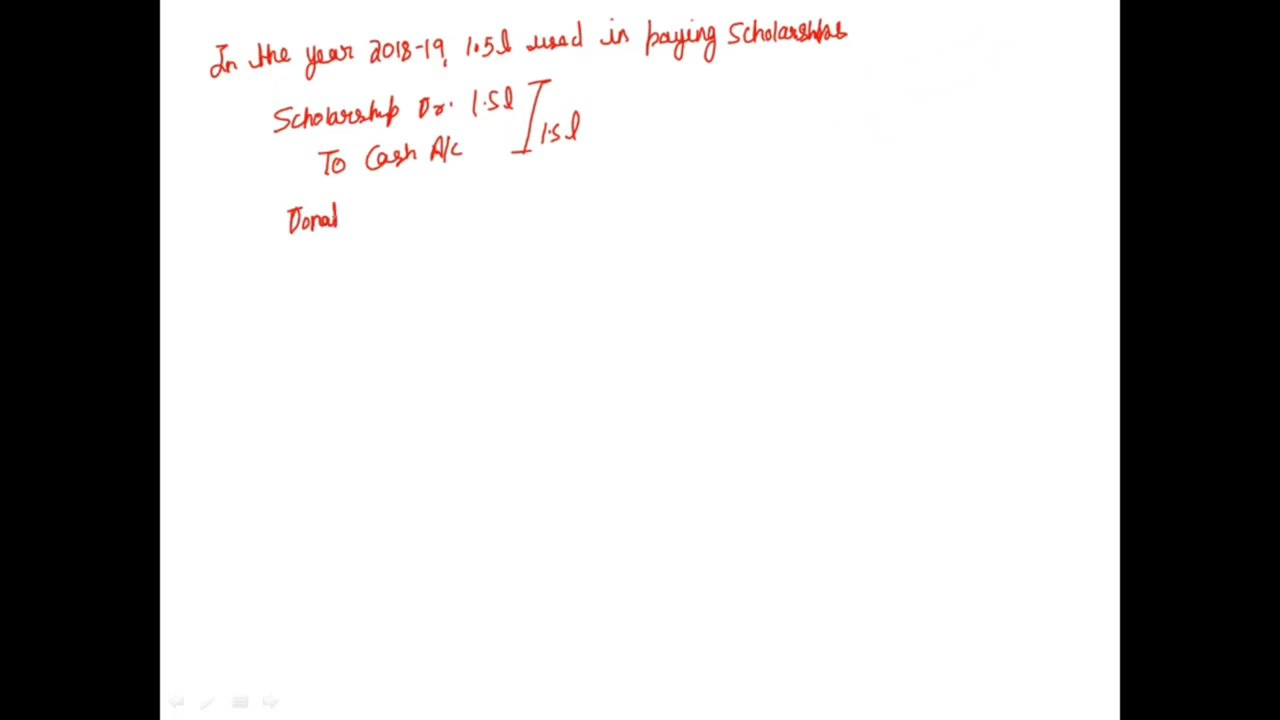 In the year 2018-19, 1.5l used in paying Scholarships
Scholarship Dr. 1.5l
To Cash A/c 1.5l
Donat